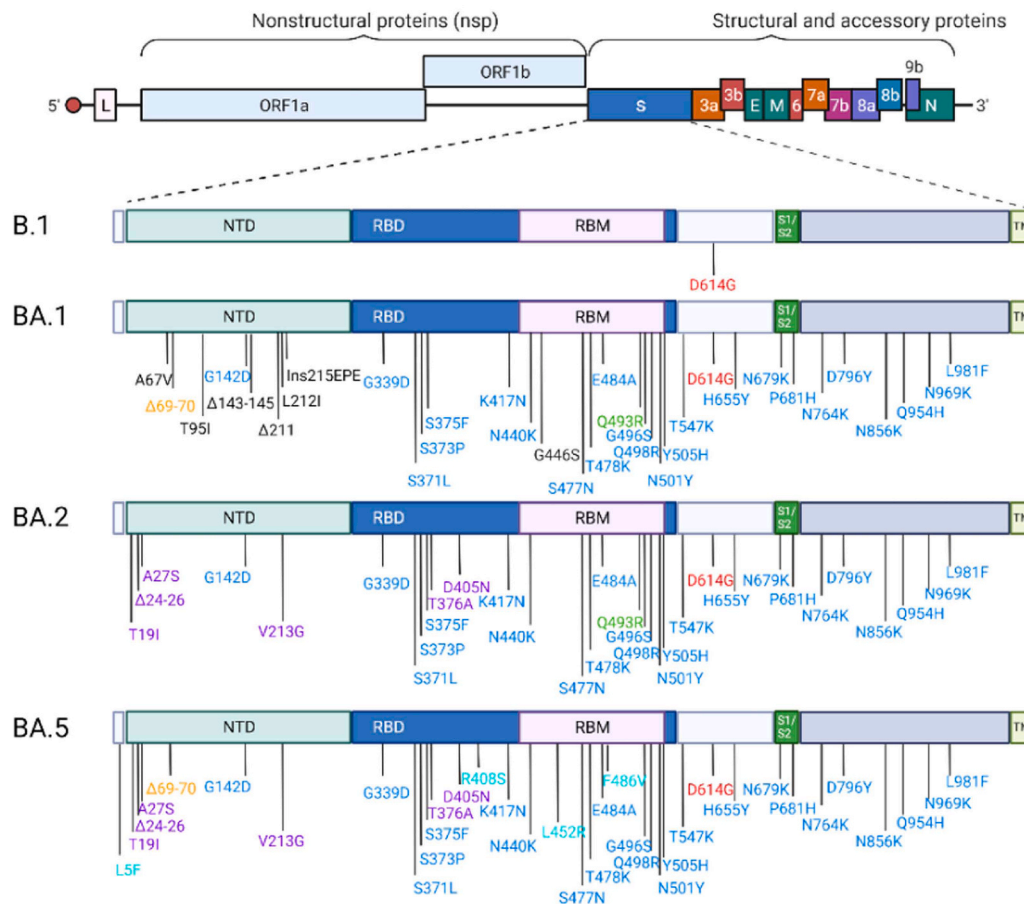 Nonstructural proteins (nsp) Structural and accessory proteins
ORF1b 9b
5' L ORF1a S 3a 3b E M 6 7a 7b 8a 8b N 3'
B.1 NTD RBD RBM S1/
S2
D614G
BA.1 NTD RBD RBM S1/
S2
A67V G142D Ins215EPE G339D E484A D614G N679K D796Y L981F
Δ69-70 Δ143-145 L212I K417N H655Y P681H N969K
T95I Δ211 S375F N440K Q493R G496S T547K N764K Q954H
S373P G446S T478K Q498R Y505H N856K
S371L S477N N501Y
BA.2 NTD RBD RBM S1/
S2
A27S G142D G339D D405N E484A D614G N679K D796Y L981F
Δ24-26 T376A K417N H655Y P681H N969K
T19I V213G S375F N440K Q493R G496S T547K N764K Q954H
S373P T478K Q498R Y505H N856K
S371L S477N N501Y
BA.5 NTD RBD RBM S1/
S2
Δ69-70 G142D G339D R408S F486V D614G N679K D796Y L981F
A27S D405N K417N E484A H655Y P681H N969K
Δ24-26 T376A L452R T547K N764K Q954H
T19I V213G S375F N440K G496S N856K
L5F S373P T478K Q498R Y505H
S371L S477N N501Y